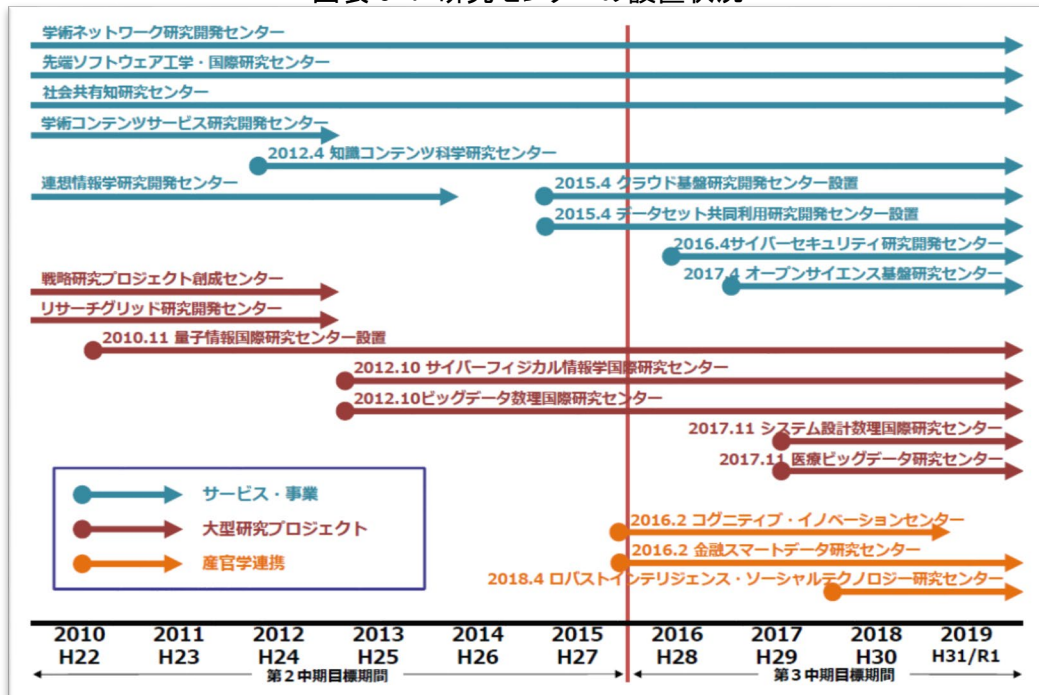 学術ネットワーク研究開発センター
先端ソフトウェア工学・国際研究センター
社会共有知研究センター
学術コンテンツサービス研究開発センター
2012.4 知識コンテンツ科学研究センター
連想情報学研究開発センター
2015.4 クラウド基盤研究開発センター設置
2015.4 データセット共同利用研究開発センター設置
2016.4サイバーセキュリティ研究開発センター
2017.4 オープンサイエンス基盤研究センター
戦略研究プロジェクト創成センター
リサーチグリッド研究開発センター
2010.11 量子情報国際研究センター設置
2012.10 サイバーフィジカル情報学国際研究センター
2012.10ビッグデータ数理国際研究センター
2017.11 システム設計数理国際研究センター
2017.11 医療ビッグデータ研究センター
サービス・事業
大型研究プロジェクト
産官学連携
2016.2 コグニティブ・イノベーションセンター
2016.2 金融スマートデータ研究センター
2018.4 ロバストインテリジェンス・ソーシャルテクノロジー研究センター
2010 2011 2012 2013 2014 2015 2016 2017 2018 2019
H22 H23 H24 H25 H26 H27 H28 H29 H30 H31/R1
第2中期目標期間 第3中期目標期間